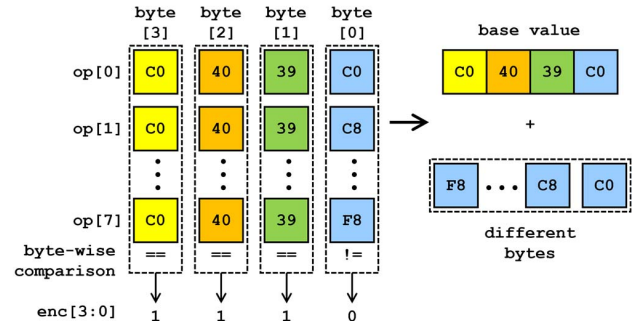 byte byte byte byte
[3] [2] [1] [0]
base value
op[0] C0 40 39 C0
C0 40 39 C0
op[1] C0 40 39 C8
+
F8 C8 C0
op[7] C0 40 39 F8
different
bytes
byte-wise
comparison
== == == !=
enc[3:0] 1 1 1 0